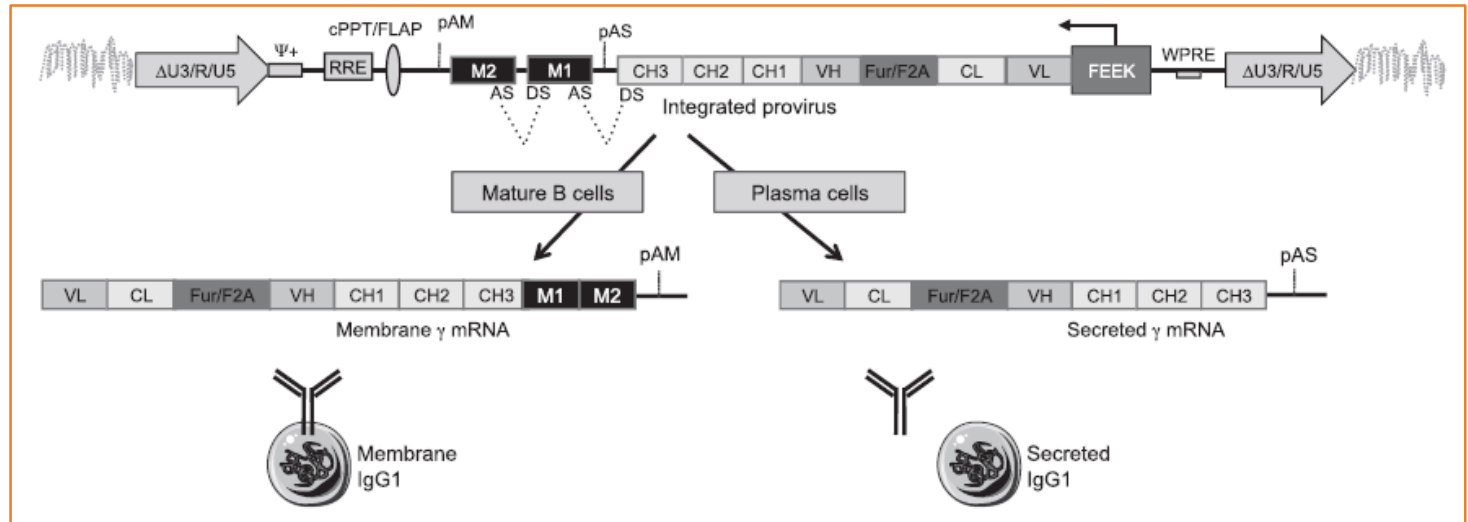 cPPT/FLAP
pAM
pAS
Ψ+
WPRE
ΔU3/R/U5
RRE
M2
M1
CH3
CH2
CH1
VH
Fur/F2A
CL
VL
FEEK
ΔU3/R/U5
AS
DS
AS
DS
Integrated provirus
Mature B cells
Plasma cells
pAM
pAS
VL
CL
Fur/F2A
VH
CH1
CH2
CH3
M1
M2
VL
CL
Fur/F2A
VH
CH1
CH2
CH3
Membrane γ mRNA
Secreted γ mRNA
Membrane
IgG1
Secreted
IgG1